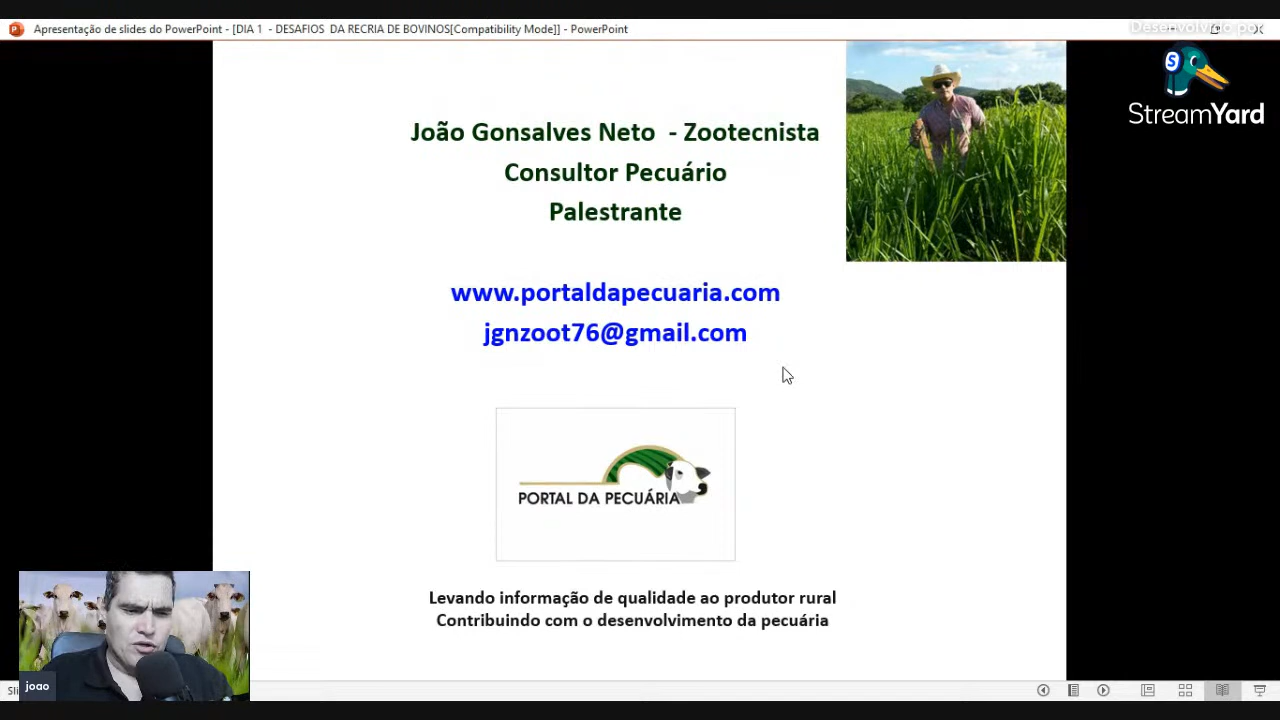 Apresentação de slides do PowerPoint - [DIA 1 - DESAFIOS DA RECRIA DE BOVINOS[Compatibility Mode]] - PowerPoint
Desenvolvido por
StreamYard
João Gonsalves Neto - Zootecnista
Consultor Pecuário
Palestrante
www.portaldapecuaria.com
jgnzoot76@gmail.com
PORTAL DA PECUÁRIA
Levando informação de qualidade ao produtor rural
Contribuindo com o desenvolvimento da pecuária
joao